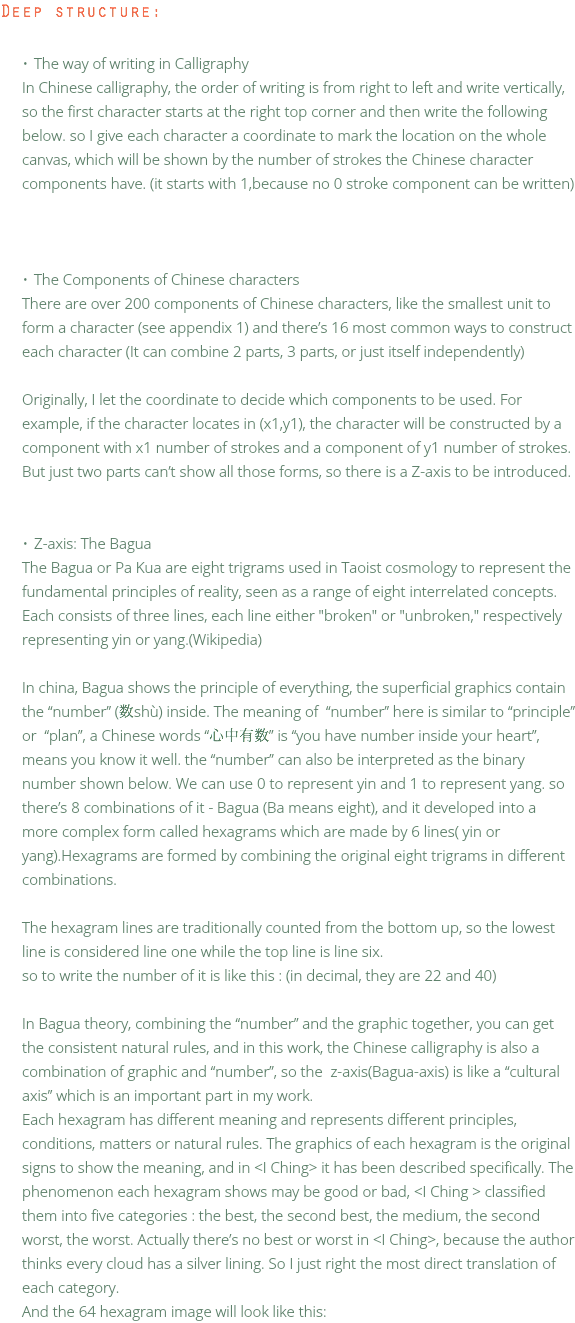 Deep structure:
· The way of writing in Calligraphy
In Chinese calligraphy, the order of writing is from right to left and write vertically,
so the first character starts at the right top corner and then write the following
below. so I give each character a coordinate to mark the location on the whole
canvas, which will be shown by the number of strokes the Chinese character
components have. (it starts with 1,because no 0 stroke component can be written)
· The Components of Chinese characters
There are over 200 components of Chinese characters, like the smallest unit to
form a character (see appendix 1) and there’s 16 most common ways to construct
each character (It can combine 2 parts, 3 parts, or just itself independently)
Originally, I let the coordinate to decide which components to be used. For
example, if the character locates in (x1,y1), the character will be constructed by a
component with x1 number of strokes and a component of y1 number of strokes.
But just two parts can’t show all those forms, so there is a Z-axis to be introduced.
· Z-axis: The Bagua
The Bagua or Pa Kua are eight trigrams used in Taoist cosmology to represent the
fundamental principles of reality, seen as a range of eight interrelated concepts.
Each consists of three lines, each line either "broken" or "unbroken," respectively
representing yin or yang.(Wikipedia)
In china, Bagua shows the principle of everything, the superficial graphics contain
the “number” (数shù) inside. The meaning of “number” here is similar to “principle”
or “plan”, a Chinese words “心中有数” is “you have number inside your heart”,
means you know it well. the “number” can also be interpreted as the binary
number shown below. We can use 0 to represent yin and 1 to represent yang. so
there’s 8 combinations of it - Bagua (Ba means eight), and it developed into a
more complex form called hexagrams which are made by 6 lines( yin or
yang).Hexagrams are formed by combining the original eight trigrams in different
combinations.
The hexagram lines are traditionally counted from the bottom up, so the lowest
line is considered line one while the top line is line six.
so to write the number of it is like this : (in decimal, they are 22 and 40)
In Bagua theory, combining the “number” and the graphic together, you can get
the consistent natural rules, and in this work, the Chinese calligraphy is also a
combination of graphic and “number”, so the z-axis(Bagua-axis) is like a “cultural
axis” which is an important part in my work.
Each hexagram has different meaning and represents different principles,
conditions, matters or natural rules. The graphics of each hexagram is the original
signs to show the meaning, and in <I Ching> it has been described specifically. The
phenomenon each hexagram shows may be good or bad, <I Ching > classified
them into five categories : the best, the second best, the medium, the second
worst, the worst. Actually there’s no best or worst in <I Ching>, because the author
thinks every cloud has a silver lining. So I just right the most direct translation of
each category.
And the 64 hexagram image will look like this: